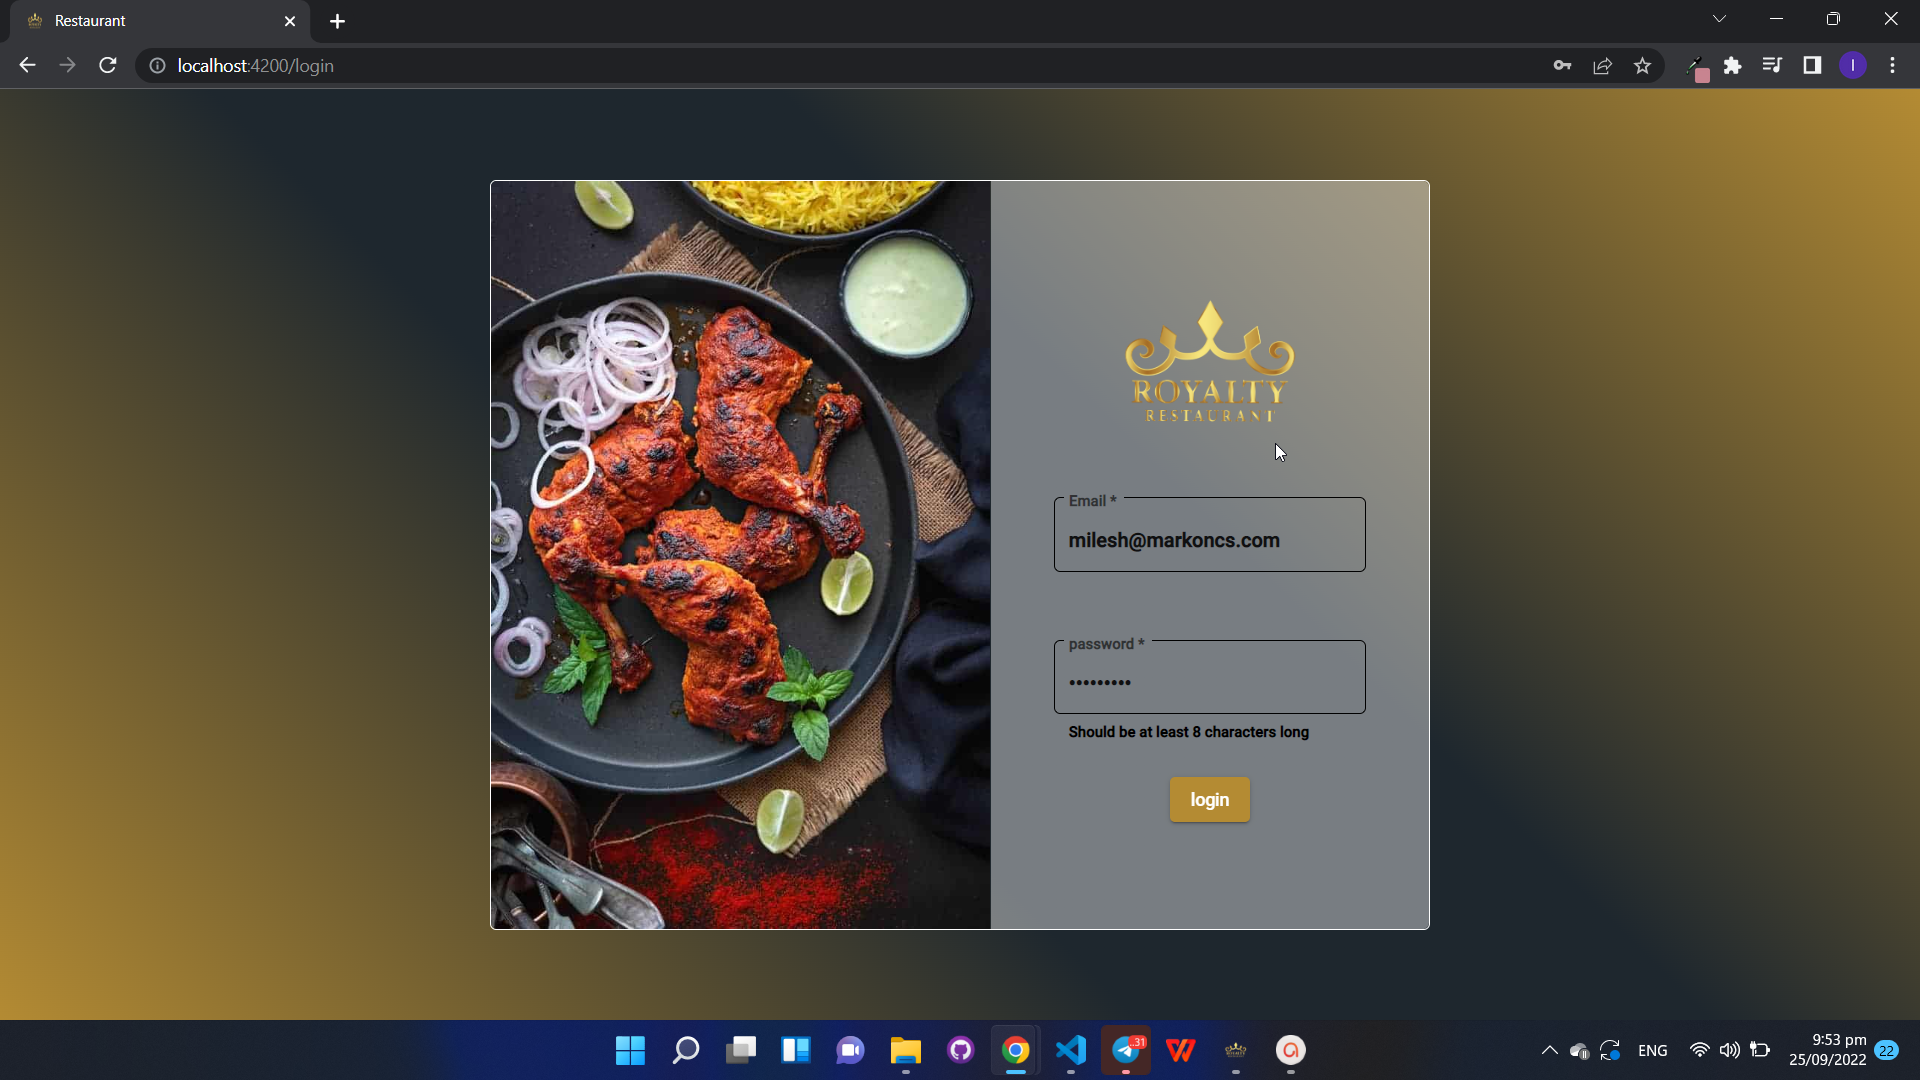 Restaurant
localhost:4200/login
I
ROYALTY
RESTAURANT
Email *
milesh@markoncs.com
password *
•••••••••
Should be at least 8 characters long
login
31
ENG
9:53 pm
25/09/2022
22